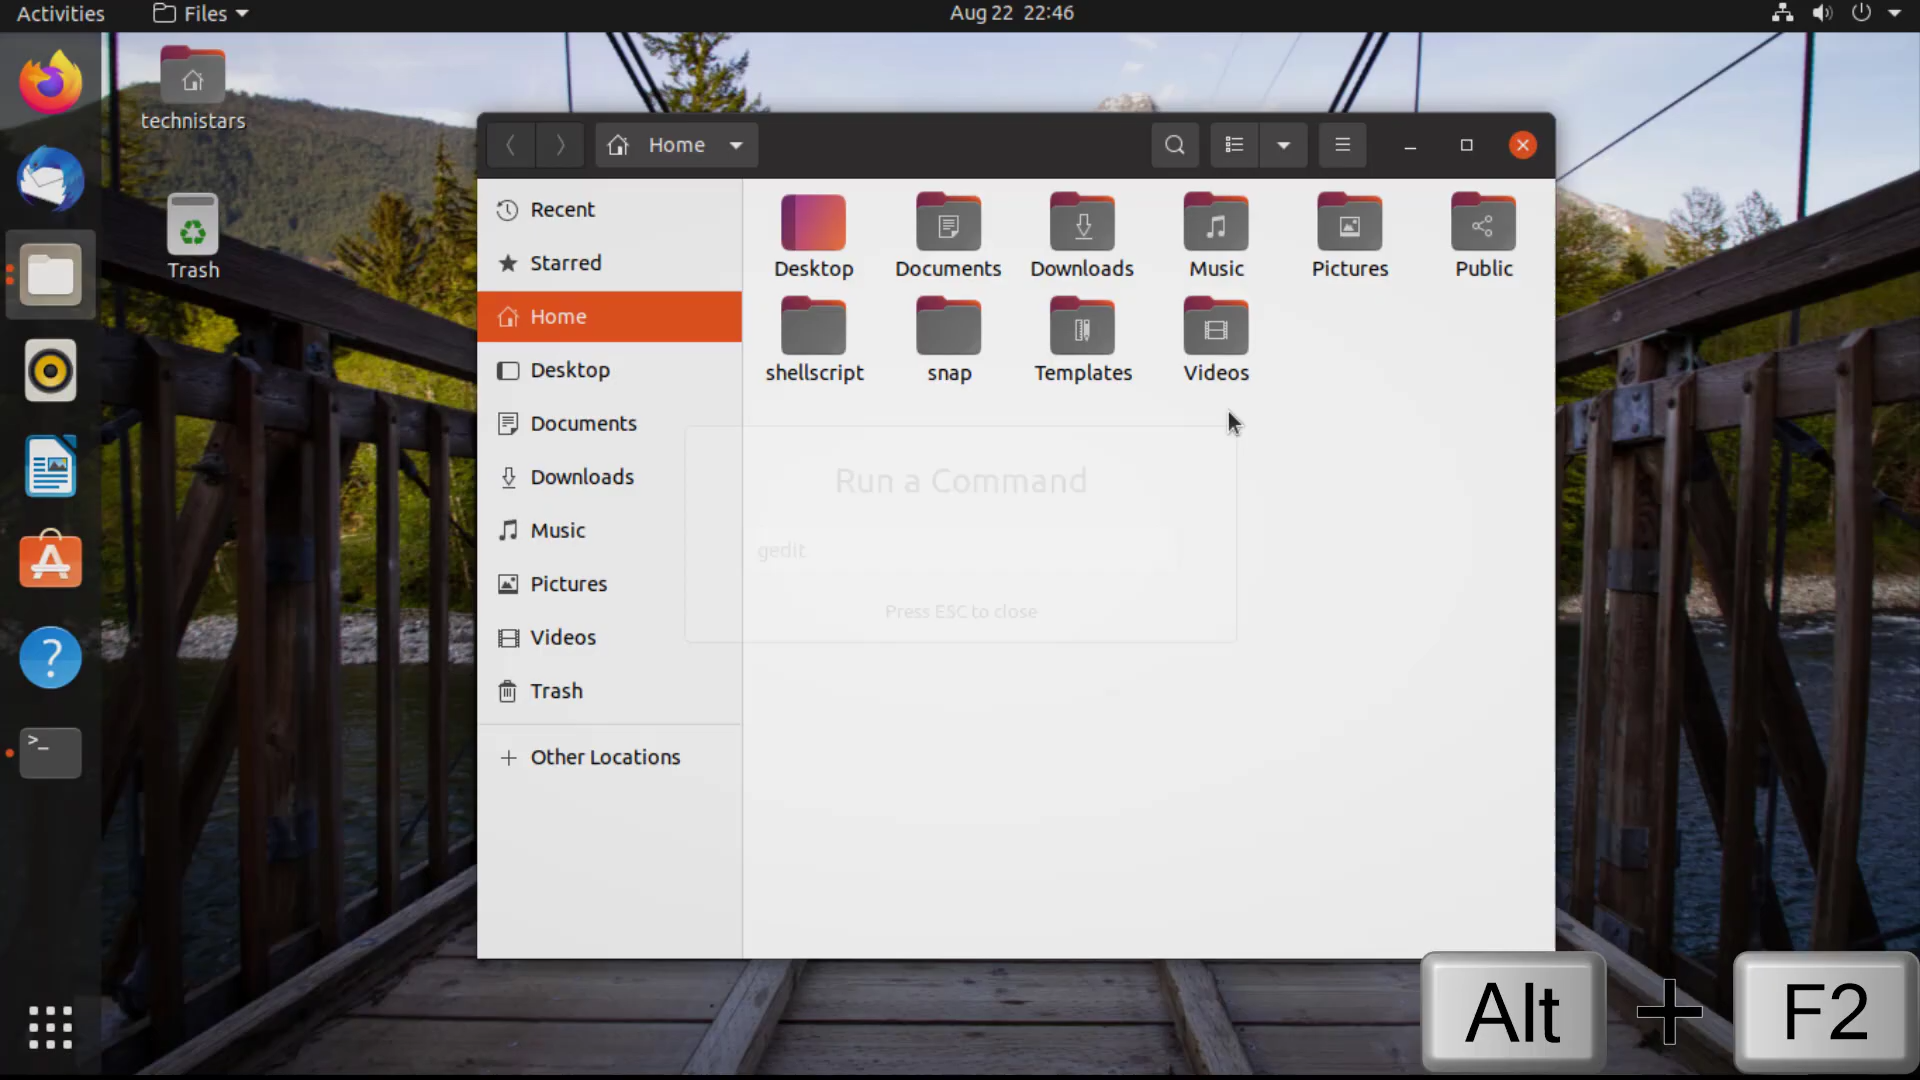 Activities
Files
Aug 22 22:46
technistars
Trash
Home
Recent
Starred
Home
Desktop
Documents
Downloads
Music
Pictures
Videos
Trash
Other Locations
Desktop
Documents
Downloads
Music
Pictures
Public
shellscript
snap
Templates
Videos
Run a Command
gedit
Press ESC to close
Alt + F2